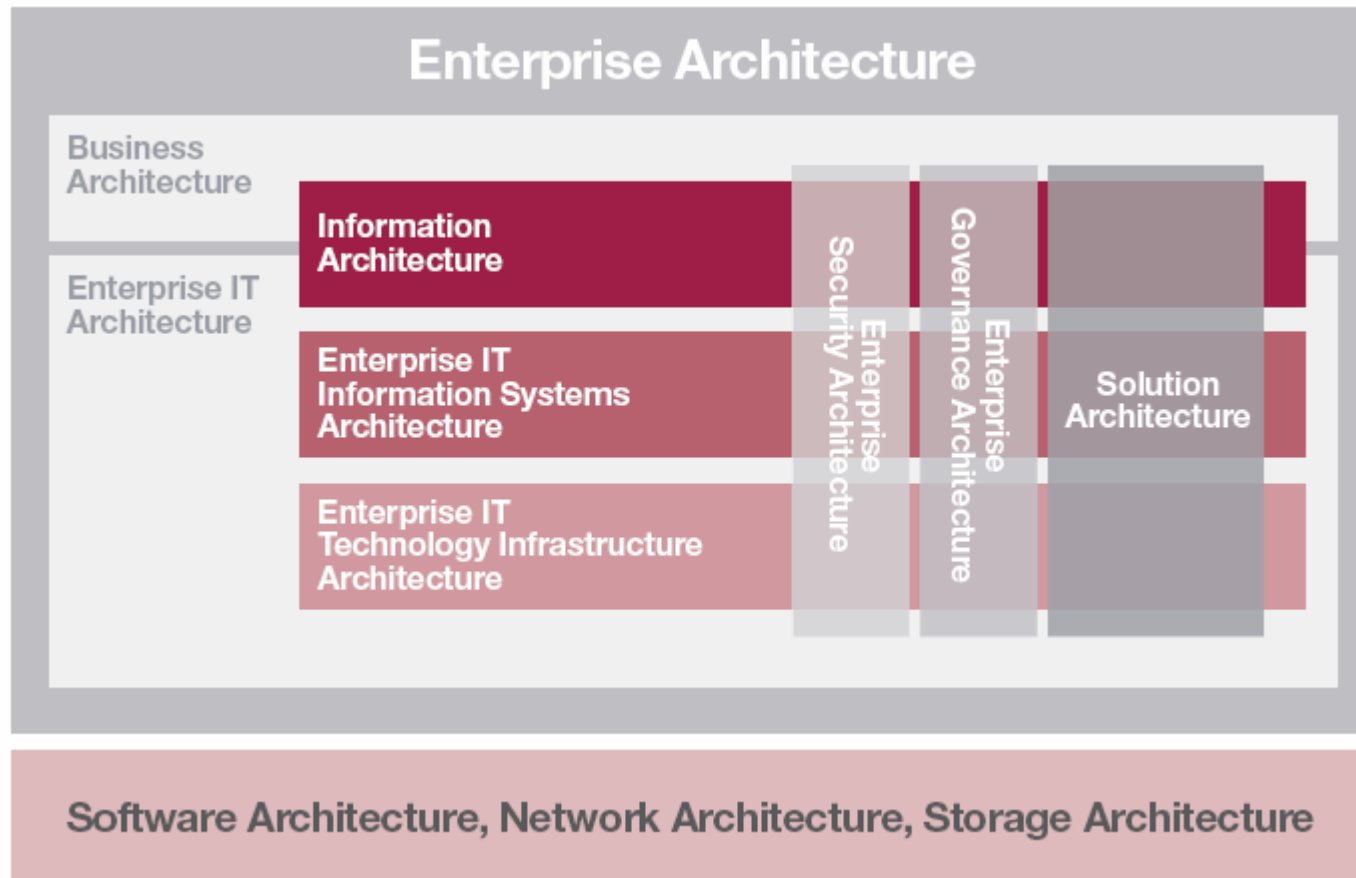 Enterprise Architecture
Business
Architecture
Information
Architecture
Enterprise IT
Architecture
Enterprise IT
Information Systems
Architecture
Enterprise IT
Technology Infrastructure
Architecture
Enterprise
Security Architecture
Enterprise
Governance Architecture
Solution
Architecture
Software Architecture, Network Architecture, Storage Architecture